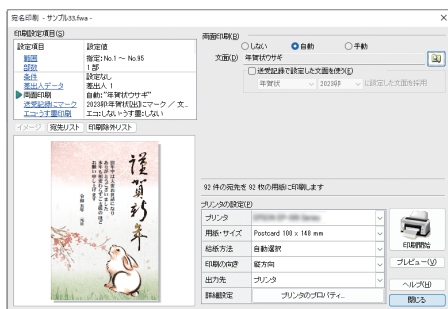 宛名印刷 - サンプル33.fwa -
印刷設定項目(S)
設定項目 設定値
範囲 指定:No.1 ～ No.95
部数 1 部
条件 設定なし
差出人データ 差出人1
両面印刷 自動:"年賀状ウサギ"
送受記録にマーク 2023卯年賀状[出]にマーク / 文...
エコ・うす墨印刷 エコ:しない うす墨:しない
イメージ 宛先リスト 印刷除外リスト
謹賀新年
両面印刷(B)
しない 自動 手動
文面(D) 年賀状ウサギ
送受記録で設定した文面を使う(E)
年賀状 2023卯 に設定した文面を採用
92 件の宛先を 92 枚の用紙に印刷します
プリンタの設定(P)
プリンタ
用紙・サイズ Postcard 100 x 148 mm
給紙方法 自動選択
印刷の向き 縦方向
出力先 プリンタ
詳細設定 プリンタのプロパティ...
印刷開始
プレビュー(V)
ヘルプ(H)
閉じる